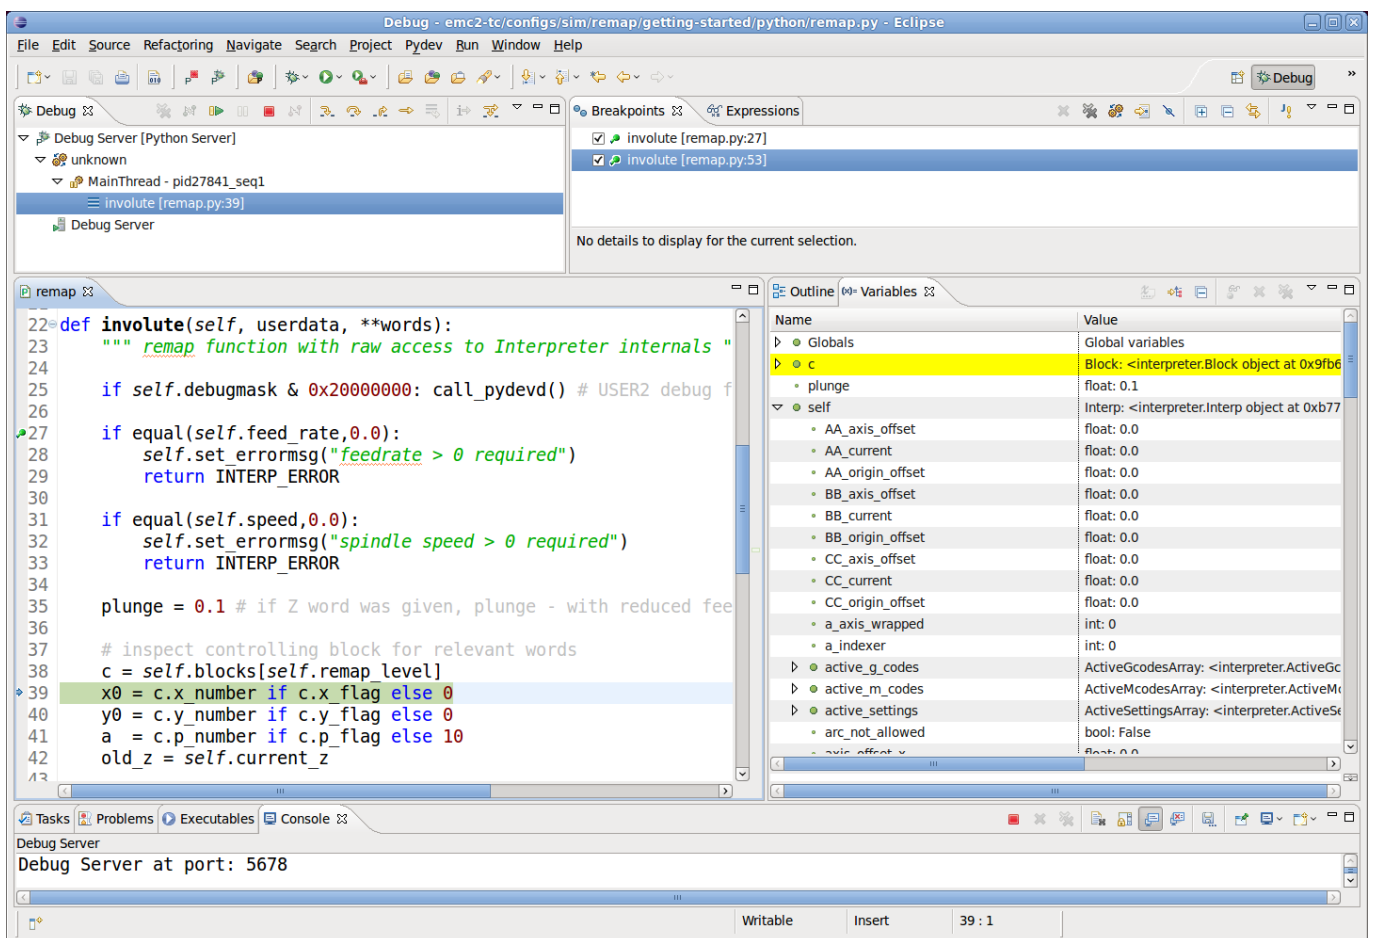 Debug - emc2-tc/configs/sim/remap/getting-started/python/remap.py - Eclipse
File Edit Source Refactoring Navigate Search Project Pydev Run Window Help
Debug
»
Debug
Debug Server [Python Server]
unknown
MainThread - pid27841_seq1
involute [remap.py:39]
Debug Server
Breakpoints Expressions
involute [remap.py:27]
involute [remap.py:53]
No details to display for the current selection.
remap
22 def involute(self, userdata, **words):
23 """ remap function with raw access to Interpreter internals "
24
25 if self.debugmask & 0x20000000: call_pydevd() # USER2 debug f
26
27 if equal(self.feed_rate,0.0):
28 self.set_errormsg("feedrate > 0 required")
29 return INTERP_ERROR
30
31 if equal(self.speed,0.0):
32 self.set_errormsg("spindle speed > 0 required")
33 return INTERP_ERROR
34
35 plunge = 0.1 # if Z word was given, plunge - with reduced fee
36
37 # inspect controlling block for relevant words
38 c = self.blocks[self.remap_level]
39 x0 = c.x_number if c.x_flag else 0
40 y0 = c.y_number if c.y_flag else 0
41 a = c.p_number if c.p_flag else 10
42 old_z = self.current_z
43
Outline Variables
Name Value
Globals Global variables
c Block: <interpreter.Block object at 0x9fb6
plunge float: 0.1
self Interp: <interpreter.Interp object at 0xb77
AA_axis_offset float: 0.0
AA_current float: 0.0
AA_origin_offset float: 0.0
BB_axis_offset float: 0.0
BB_current float: 0.0
BB_origin_offset float: 0.0
CC_axis_offset float: 0.0
CC_current float: 0.0
CC_origin_offset float: 0.0
a_axis_wrapped int: 0
a_indexer int: 0
active_g_codes ActiveGcodesArray: <interpreter.ActiveGc
active_m_codes ActiveMcodesArray: <interpreter.ActiveMc
active_settings ActiveSettingsArray: <interpreter.ActiveSe
arc_not_allowed bool: False
axis_offset_x float: 0.0
Tasks Problems Executables Console
Debug Server
Debug Server at port: 5678
Writable Insert 39 : 1